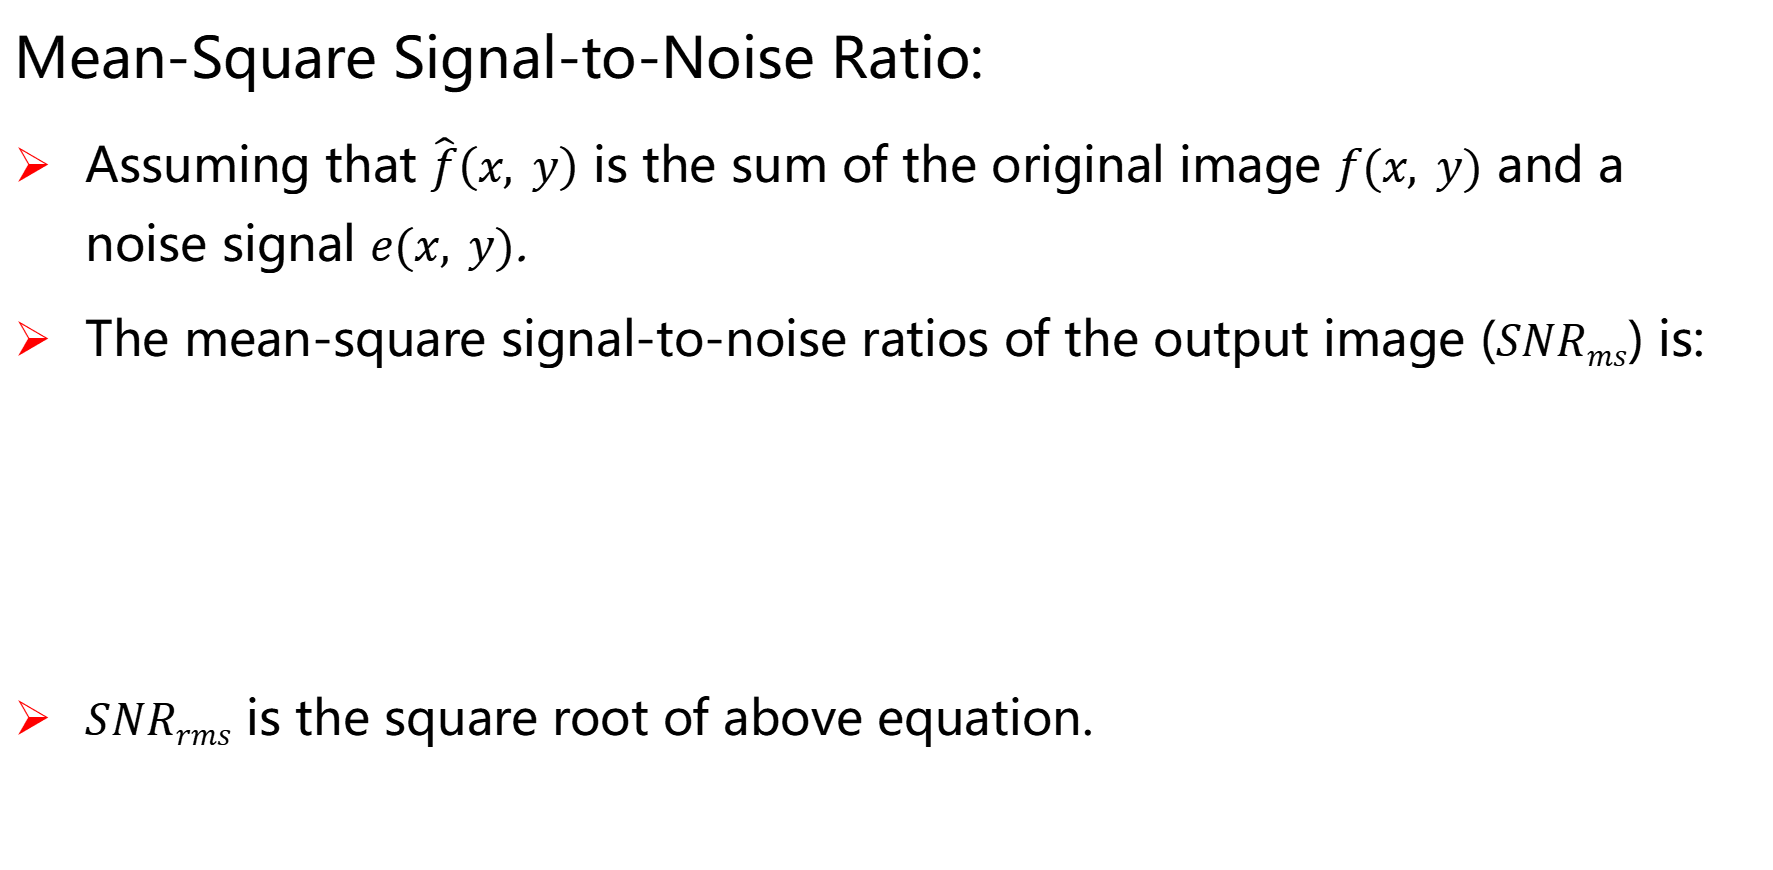 Mean-Square Signal-to-Noise Ratio:
➢ Assuming that f̂(x, y) is the sum of the original image f(x, y) and a
noise signal e(x, y).
➢ The mean-square signal-to-noise ratios of the output image (SNRₘₛ) is:
➢ SNRᵣₘₛ is the square root of above equation.